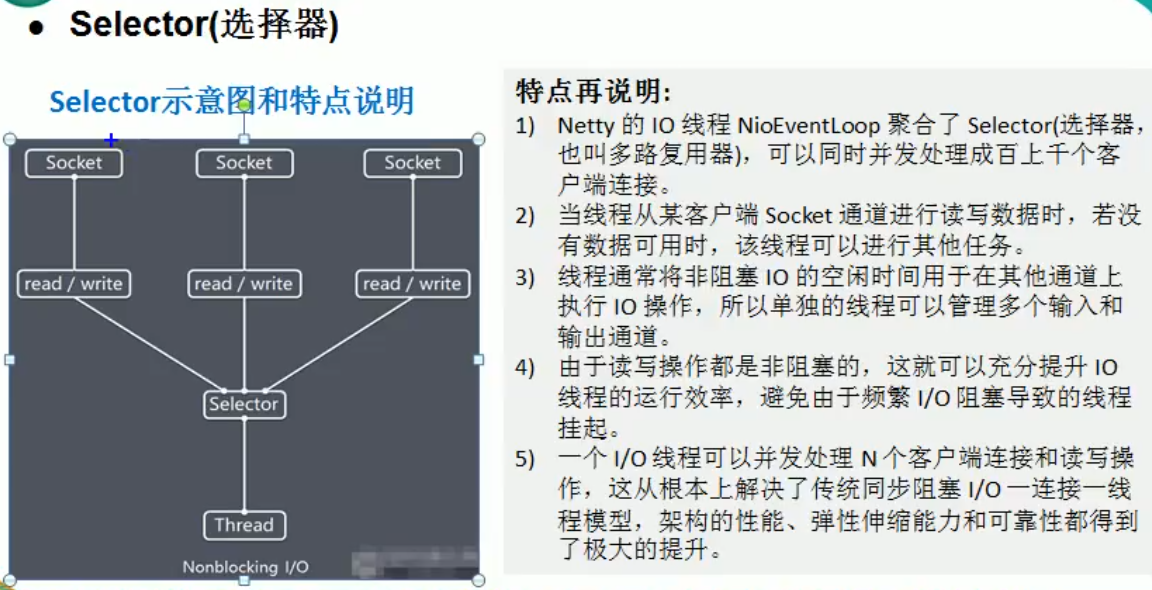 ● Selector(选择器)
Selector示意图和特点说明
Socket Socket Socket
read / write read / write read / write
Selector
Thread
Nonblocking I/O
特点再说明:
1) Netty 的 IO 线程 NioEventLoop 聚合了 Selector(选择器，
也叫多路复用器)，可以同时并发处理成百上千个客
户端连接。
2) 当线程从某客户端 Socket 通道进行读写数据时，若没
有数据可用时，该线程可以进行其他任务。
3) 线程通常将非阻塞 IO 的空闲时间用于在其他通道上
执行 IO 操作，所以单独的线程可以管理多个输入和
输出通道。
4) 由于读写操作都是非阻塞的，这就可以充分提升 IO
线程的运行效率，避免由于频繁 I/O 阻塞导致的线程
挂起。
5) 一个 I/O 线程可以并发处理 N 个客户端连接和读写操
作，这从根本上解决了传统同步阻塞 I/O 一连接一线
程模型，架构的性能、弹性伸缩能力和可靠性都得到
了极大的提升。